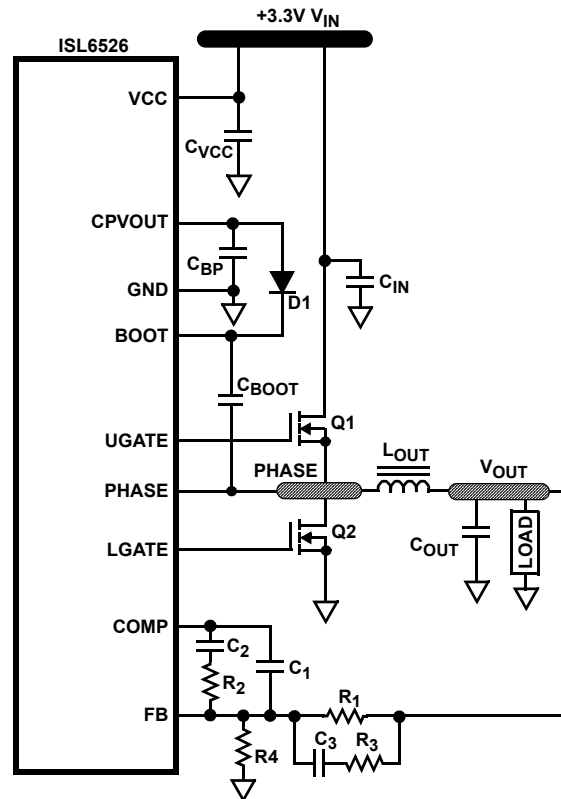 +3.3V VIN
ISL6526
VCC
CVCC
CPVOUT
CBP
D1
CIN
GND
BOOT
CBOOT
Q1
UGATE
LOUT
PHASE
PHASE
VOUT
Q2
COUT
LOAD
LGATE
COMP
C2
C1
R2
R1
FB
C3
R3
R4